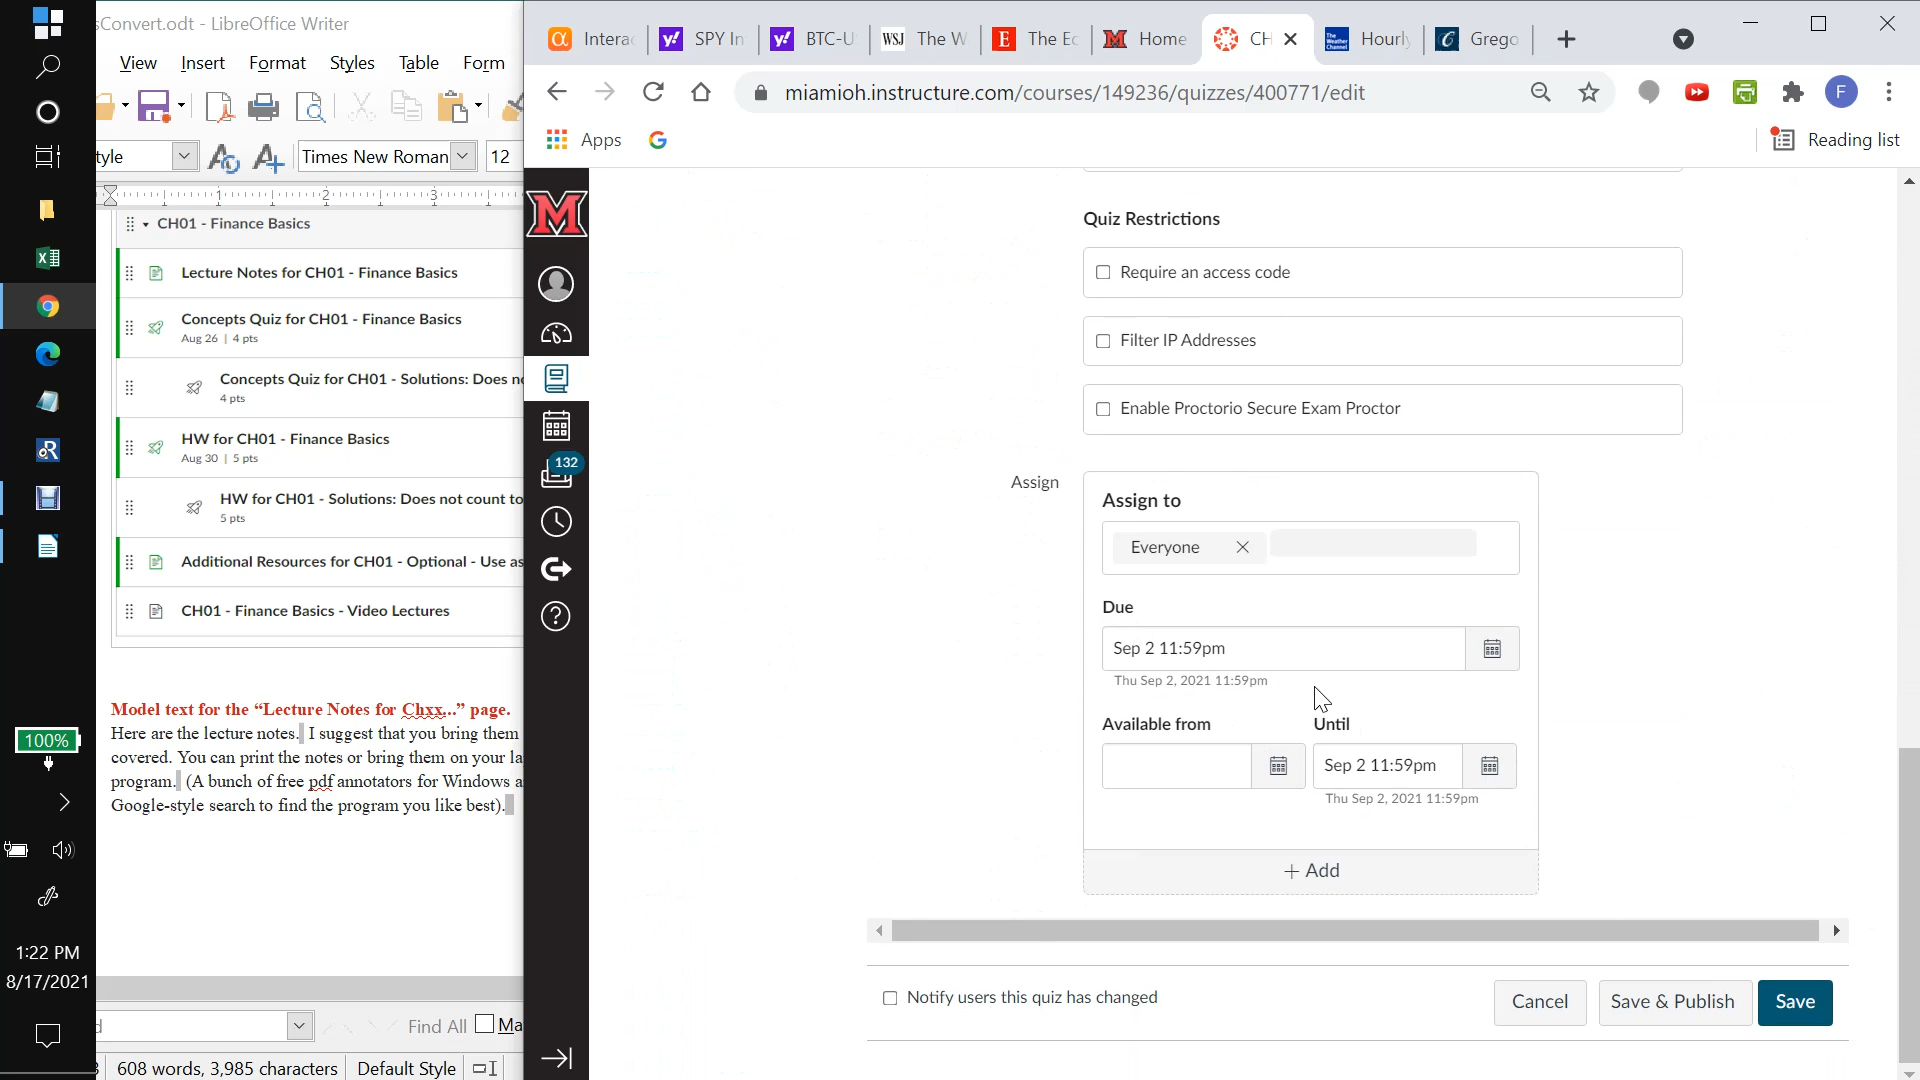 sConvert.odt - LibreOffice Writer
View Insert Format Styles Table Form
tyle
Times New Roman
12
1 2 3
CH01 - Finance Basics
Lecture Notes for CH01 - Finance Basics
Concepts Quiz for CH01 - Finance Basics
Aug 26 | 4 pts
Concepts Quiz for CH01 - Solutions: Does no
4 pts
HW for CH01 - Finance Basics
Aug 30 | 5 pts
HW for CH01 - Solutions: Does not count to
5 pts
Additional Resources for CH01 - Optional - Use as
CH01 - Finance Basics - Video Lectures
Model text for the “Lecture Notes for Chxx...” page.
Here are the lecture notes. I suggest that you bring them
covered. You can print the notes or bring them on your la
program. (A bunch of free pdf annotators for Windows a
Google-style search to find the program you like best).
d
Find All
Ma
608 words, 3,985 characters
Default Style
100%
1:22 PM
8/17/2021
Intera
SPY In
BTC-U
WSJ
The W
E
The Ec
Home
CH
Hourly
Grego
miamioh.instructure.com/courses/149236/quizzes/400771/edit
F
Apps
Reading list
132
Quiz Restrictions
Require an access code
Filter IP Addresses
Enable Proctorio Secure Exam Proctor
Assign
Assign to
Everyone
Due
Sep 2 11:59pm
Thu Sep 2, 2021 11:59pm
Available from
Until
Sep 2 11:59pm
Thu Sep 2, 2021 11:59pm
+ Add
Notify users this quiz has changed
Cancel
Save & Publish
Save